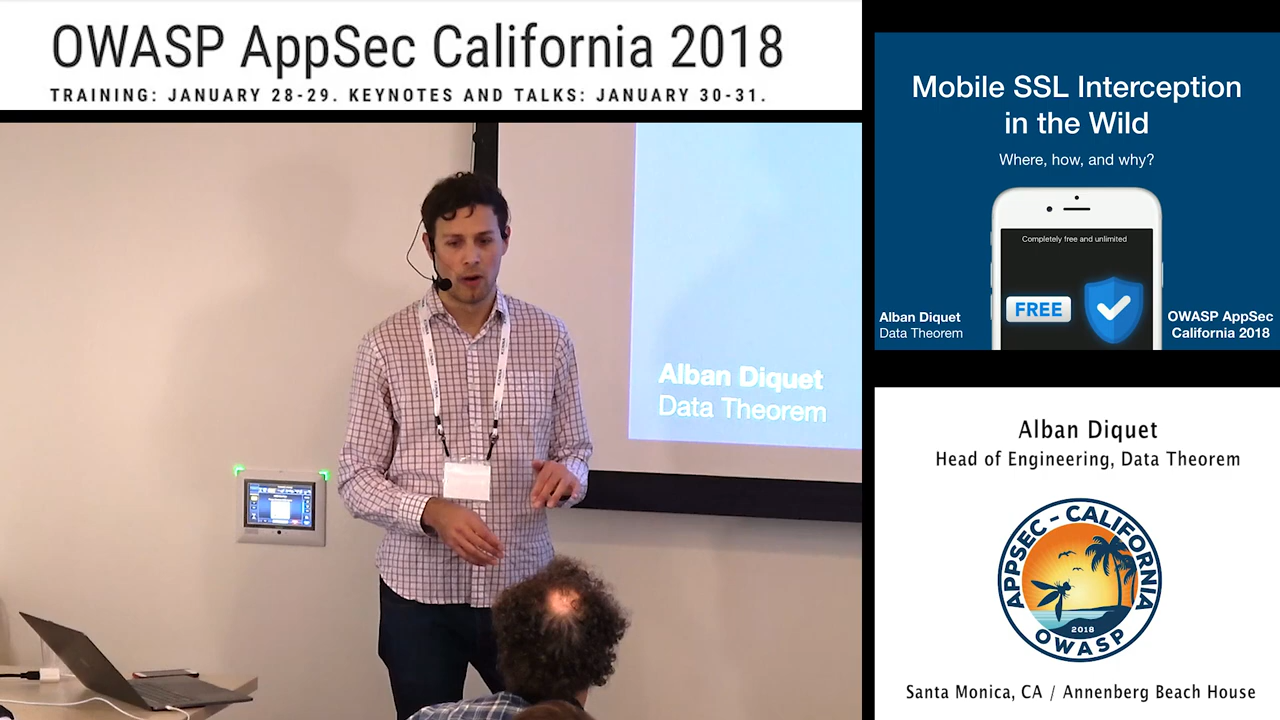 OWASP AppSec California 2018
TRAINING: JANUARY 28-29. KEYNOTES AND TALKS: JANUARY 30-31.
Alban Diquet
Data Theorem
Mobile SSL Interception
in the Wild
Where, how, and why?
Completely free and unlimited
FREE
Alban Diquet
Data Theorem
OWASP AppSec
California 2018
Alban Diquet
Head of Engineering, Data Theorem
APPSEC - CALIFORNIA
2018
OWASP
Santa Monica, CA / Annenberg Beach House